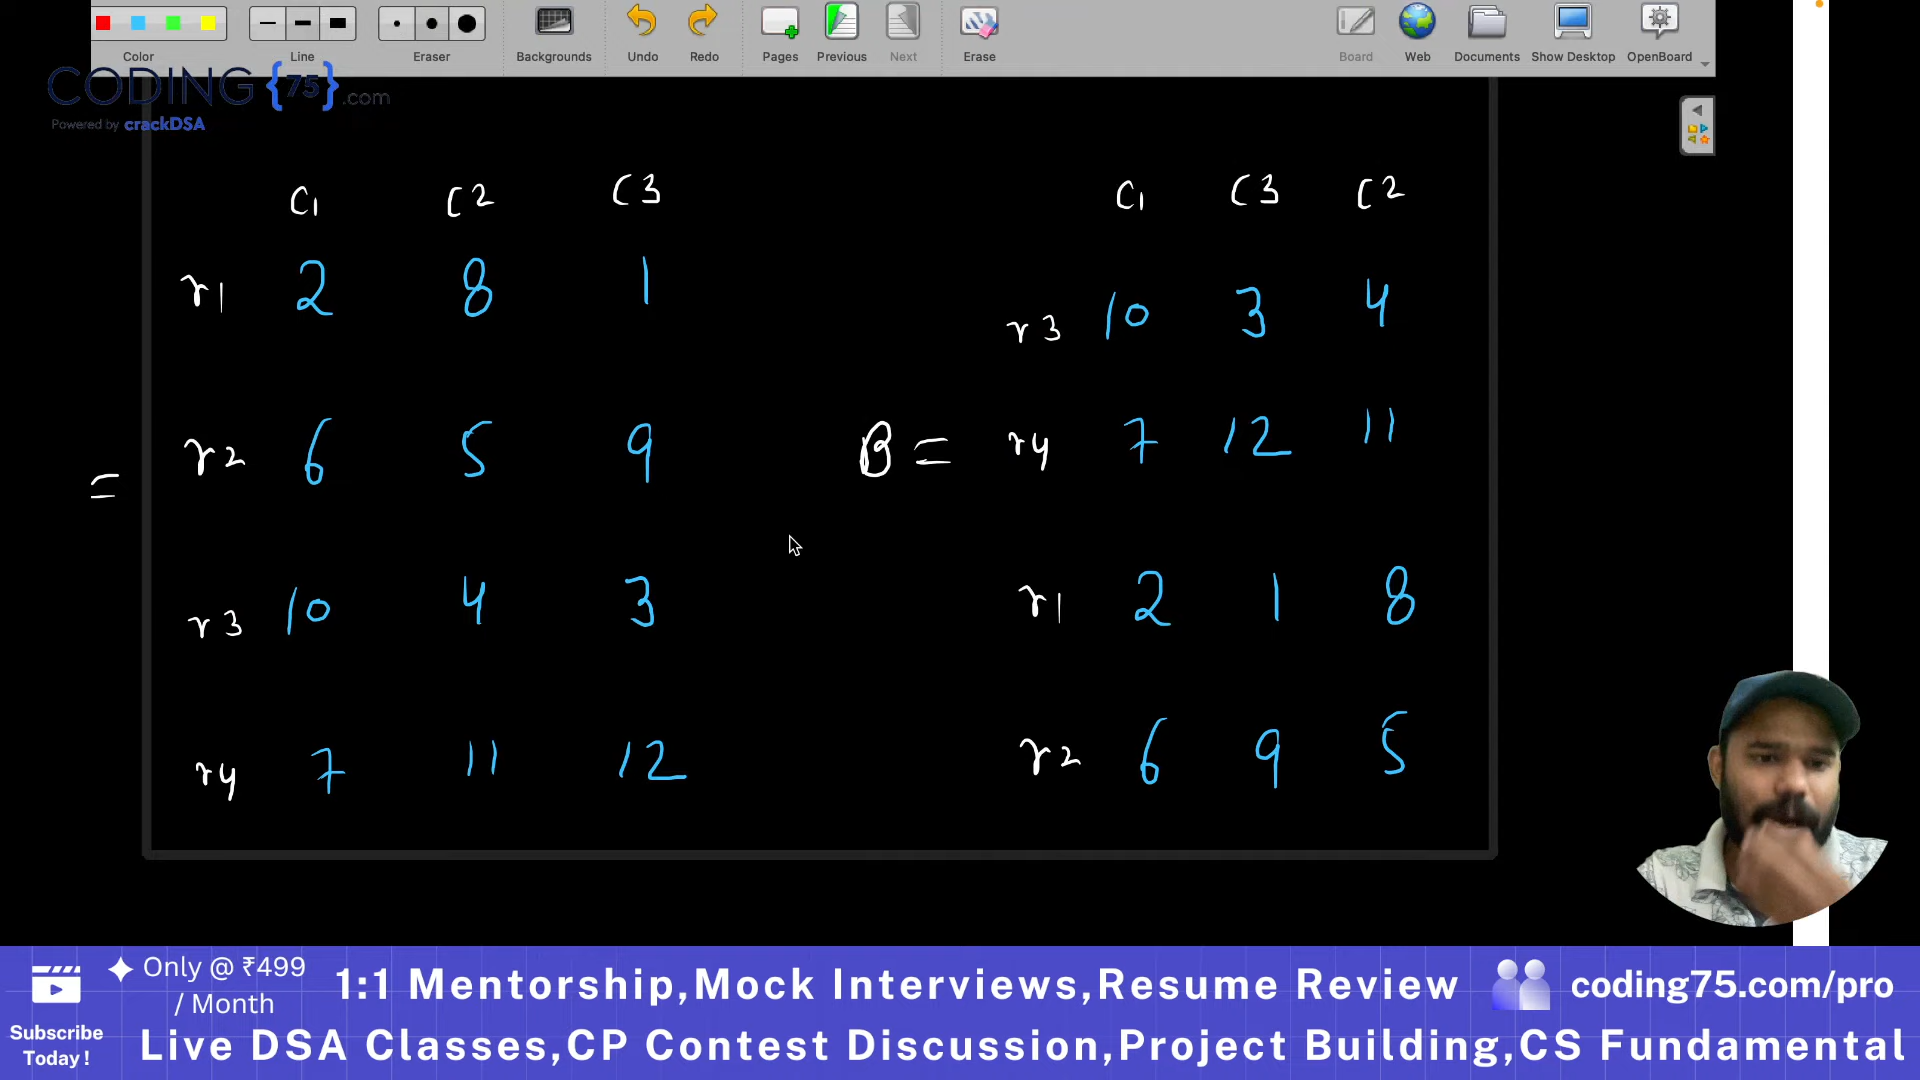 Color Line Eraser Backgrounds Undo Redo Pages Previous Next Erase Board Web Documents Show Desktop OpenBoard
CODING {75} .com
Powered by crackDSA
C1 C2 C3
r1 2 8 1
r2 6 5 9
=
r3 10 4 3
r4 7 11 12
C1 C3 C2
r3 10 3 4
B = r4 7 12 11
r1 2 1 8
r2 6 9 5
Subscribe Today !
Only @ ₹499 / Month
1:1 Mentorship,Mock Interviews,Resume Review
coding75.com/pro
Live DSA Classes,CP Contest Discussion,Project Building,CS Fundamental